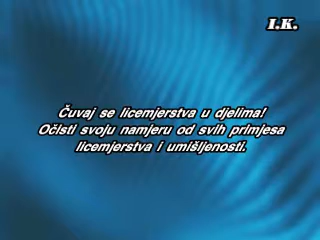 I.K.
Čuvaj se licemjerstva u djelima!
Očisti svoju namjeru od svih primjesa
licemjerstva i umišljenosti.